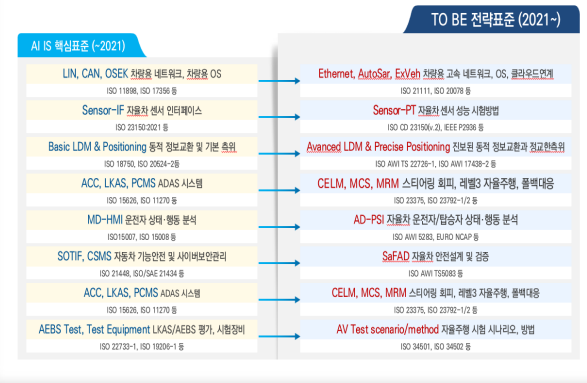 TO BE 전략표준 (2021~)
AI IS 핵심표준 (~2021)
LIN, CAN, OSEK 차량용 네트워크, 차량용 OS
ISO 11898, ISO 17356 등
Ethernet, AutoSar, ExVeh 차량용 고속 네트워크, OS, 클라우드연계
ISO 21111, ISO 20078 등
Sensor-IF 자율차 센서 인터페이스
ISO 23150:2021 등
Sensor-PT 자율차 센서 성능 시험방법
ISO CD 23150(v.2), IEEE P2936 등
Basic LDM & Positioning 동적 정보교환 및 기본 측위
ISO 18750, ISO 20524-2등
Avanced LDM & Precise Positioning 진보된 동적 정보교환과 정교한측위
ISO AWI TS 22726-1, ISO AWI 17438-2 등
ACC, LKAS, PCMS ADAS 시스템
ISO 15626, ISO 11270 등
CELM, MCS, MRM 스티어링 회피, 레벨3 자율주행, 폴백대응
ISO 23375, ISO 23792-1/2 등
MD-HMI 운전자 상태·행동 분석
ISO15007, ISO 15008 등
AD-PSI 자율차 운전자/탑승자 상태·행동 분석
ISO AWI 5283, EURO NCAP 등
SOTIF, CSMS 자동차 기능안전 및 사이버보안관리
ISO 21448, ISO/SAE 21434 등
SaFAD 자율차 안전설계 및 검증
ISO AWI TS5083 등
ACC, LKAS, PCMS ADAS 시스템
ISO 15626, ISO 11270 등
CELM, MCS, MRM 스티어링 회피, 레벨3 자율주행, 폴백대응
ISO 23375, ISO 23792-1/2 등
AEBS Test, Test Equipment LKAS/AEBS 평가, 시험장비
ISO 22733-1, ISO 19206-1 등
AV Test scenario/method 자율주행 시험 시나리오, 방법
ISO 34501, ISO 34502 등